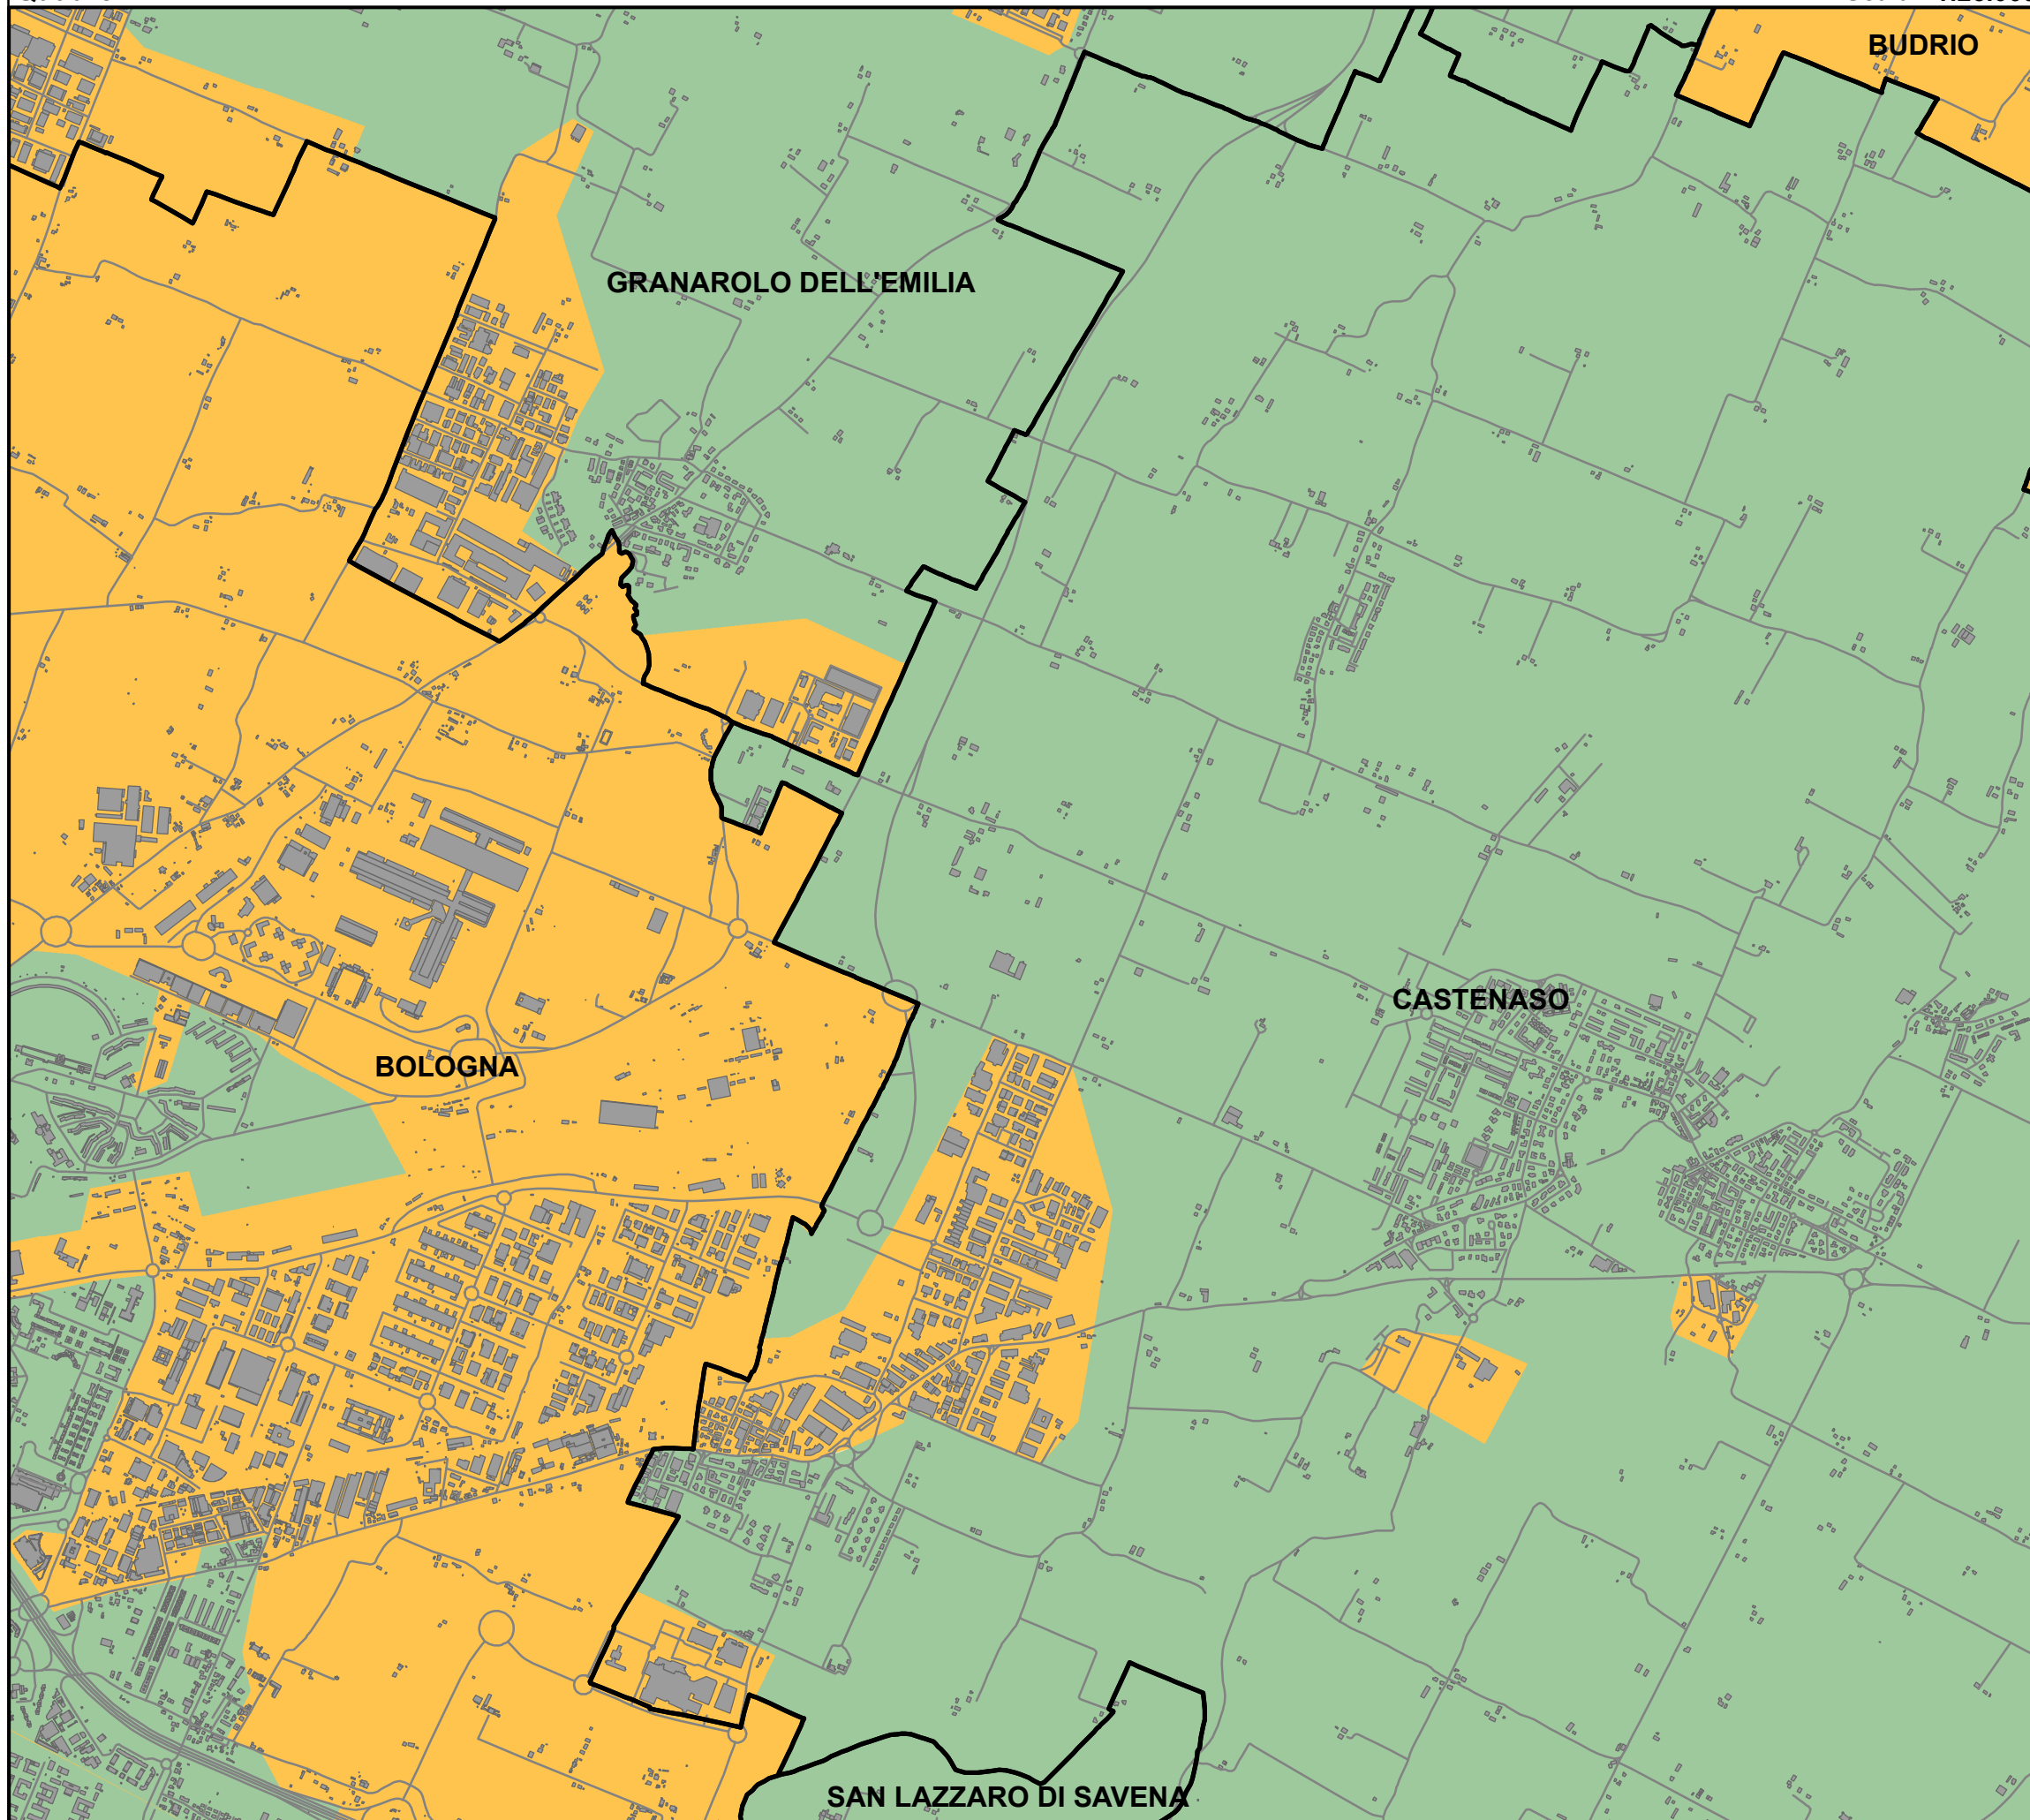 BUDRIO
GRANAROLO DELL'EMILIA
CASTENASO
BOLOGNA
SAN LAZZARO DI SAVENA